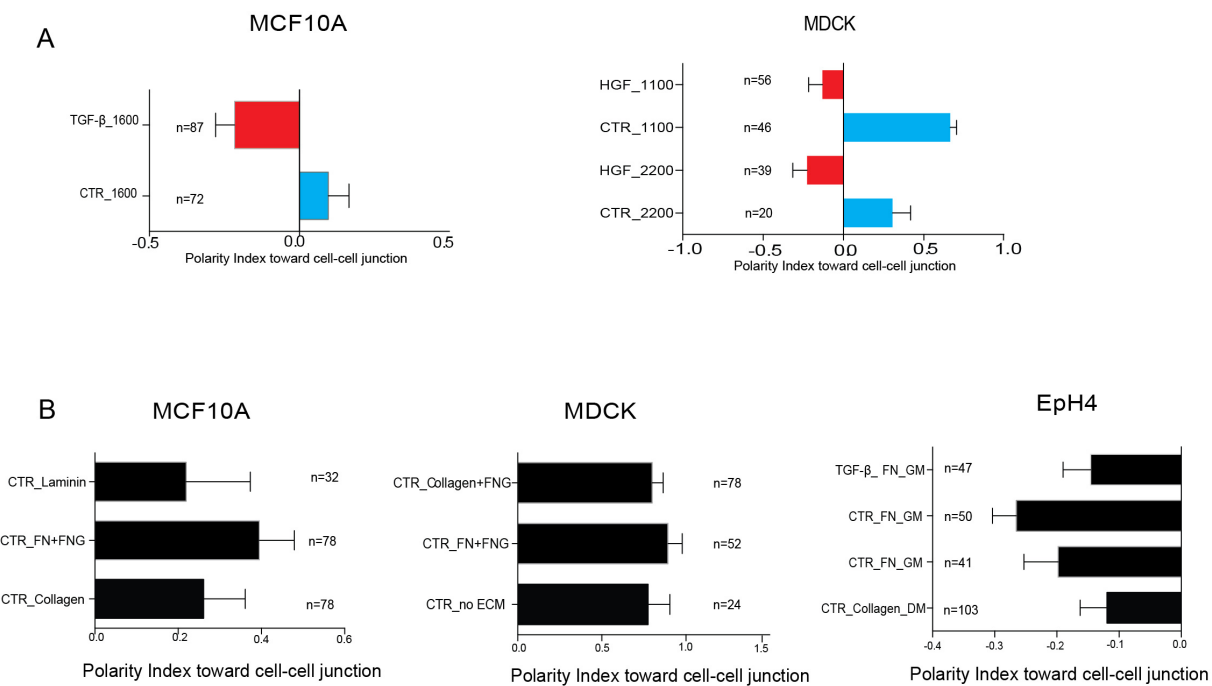 A
MCF10A
TGF-β_1600
n=87
CTR_1600
n=72
-0.5
0.0
0.5
Polarity Index toward cell-cell junction
MDCK
HGF_1100
n=56
CTR_1100
n=46
HGF_2200
n=39
CTR_2200
n=20
-1.0
-0.5
0.0
0.5
1.0
Polarity Index toward cell-cell junction
B
MCF10A
CTR_Laminin
n=32
CTR_FN+FNG
n=78
CTR_Collagen
n=78
0.0
0.2
0.4
0.6
Polarity Index toward cell-cell junction
MDCK
CTR_Collagen+FNG
n=78
CTR_FN+FNG
n=52
CTR_no ECM
n=24
0.0
0.5
1.0
1.5
Polarity Index toward cell-cell junction
EpH4
TGF-β_ FN_GM
n=47
CTR_FN_GM
n=50
CTR_FN_GM
n=41
CTR_Collagen_DM
n=103
-0.4
-0.3
-0.2
-0.1
0.0
Polarity Index toward cell-cell junction